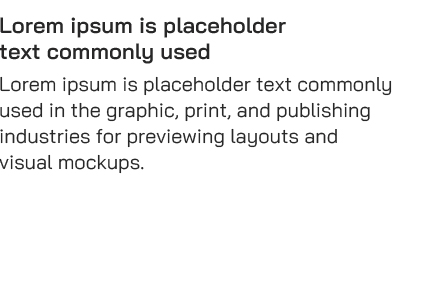 Lorem ipsum is placeholder
text commonly used
Lorem ipsum is placeholder text commonly
used in the graphic, print, and publishing
industries for previewing layouts and
visual mockups.